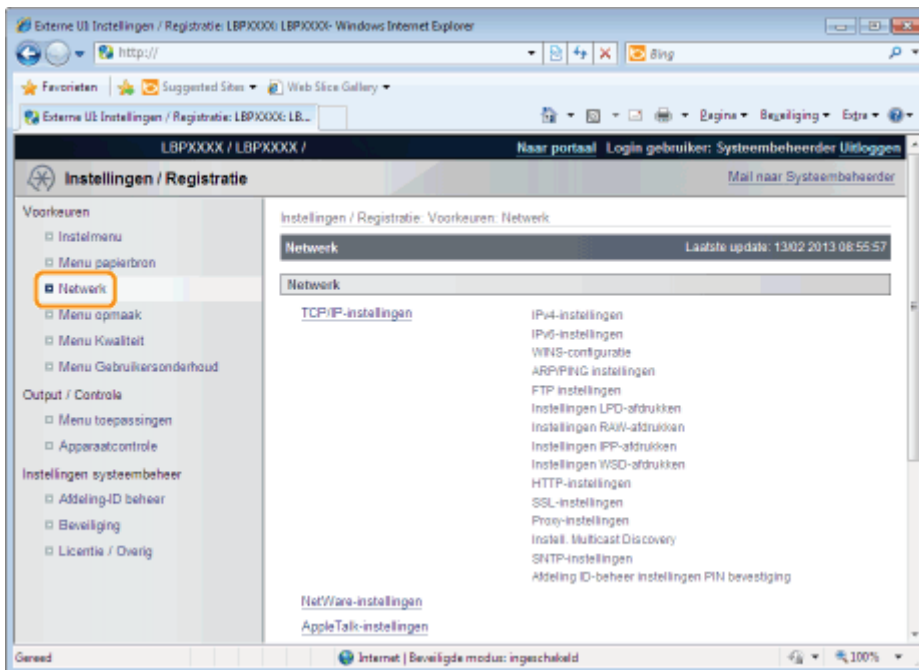 Externe UI: Instellingen / Registratie: LBPXXXX: LBPXXXX- Windows Internet Explorer
http://
Bing
Favorieten Suggested Sites Web Slice Gallery
Externe UI: Instellingen / Registratie: LBPXXXX: LB...
Pagina Beveiliging Extra
LBPXXXX / LBPXXXX /
Naar portaal Login gebruiker: Systeembeheerder Uitloggen
Instellingen / Registratie
Mail naar Systeembeheerder
Voorkeuren
Instelmenu
Menu papierbron
Netwerk
Menu opmaak
Menu Kwaliteit
Menu Gebruikersonderhoud
Output / Controle
Menu toepassingen
Apparaatcontrole
Instellingen systeembeheer
Afdeling-ID beheer
Beveiliging
Licentie / Overig
Instellingen / Registratie: Voorkeuren: Netwerk
Netwerk
Laatste update: 13/02 2013 08:55:57
Netwerk
TCP/IP-instellingen
IPv4-instellingen
IPv6-instellingen
WINS-configuratie
ARP/PING instellingen
FTP instellingen
Instellingen LPD-afdrukken
Instellingen RAW-afdrukken
Instellingen IPP-afdrukken
Instellingen WSD-afdrukken
HTTP-instellingen
SSL-instellingen
Proxy-instellingen
Instell. Multicast Discovery
SNTP-instellingen
Afdeling ID-beheer instellingen PIN bevestiging
NetWare-instellingen
AppleTalk-instellingen
Gereed
Internet | Beveiligde modus: ingeschakeld
100%